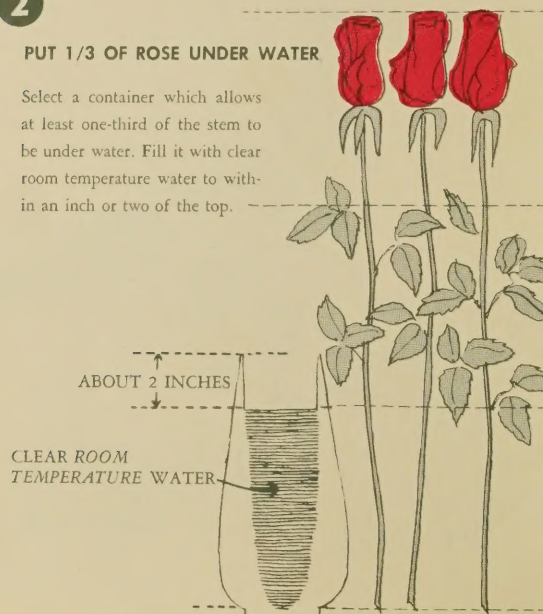 2
PUT 1/3 OF ROSE UNDER WATER
Select a container which allows
at least one-third of the stem to
be under water. Fill it with clear
room temperature water to with-
in an inch or two of the top.
ABOUT 2 INCHES
CLEAR ROOM
TEMPERATURE WATER